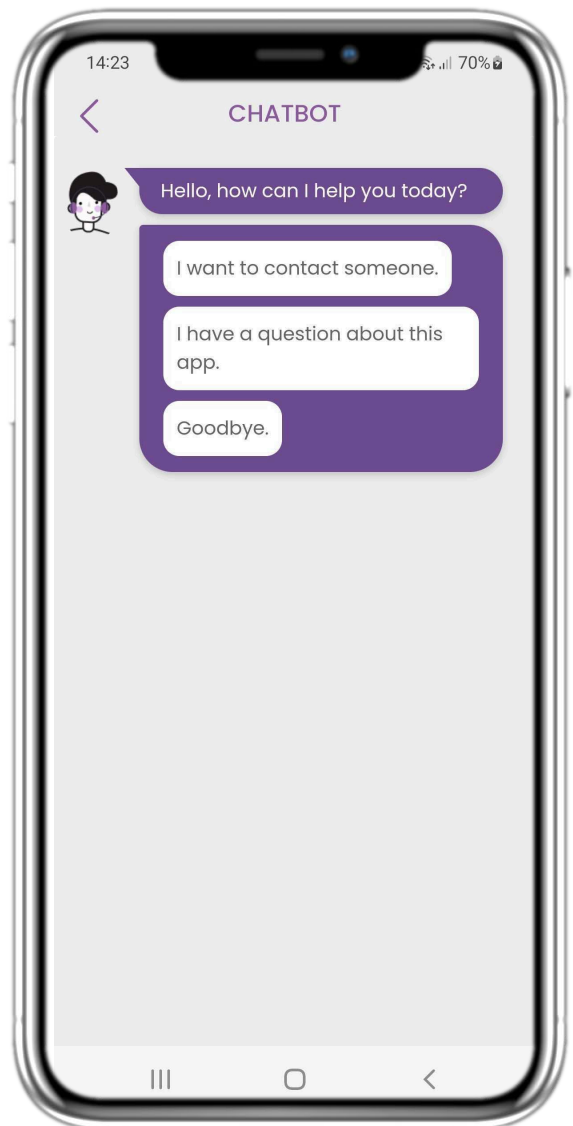 14:23
70%
CHATBOT
Hello, how can I help you today?
I want to contact someone.
I have a question about this
app.
Goodbye.